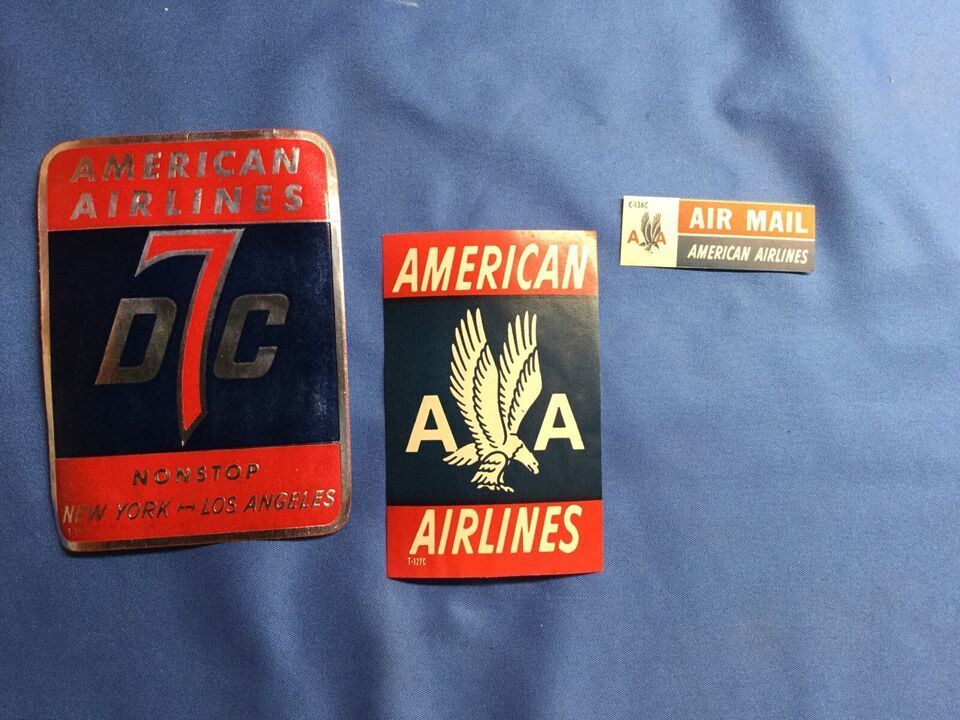 AMERICAN
AIRLINES
D7C
NONSTOP
NEW YORK ↔ LOS ANGELES
AMERICAN
A A
AIRLINES
T-127C
C-136C
A A
AIR MAIL
AMERICAN AIRLINES